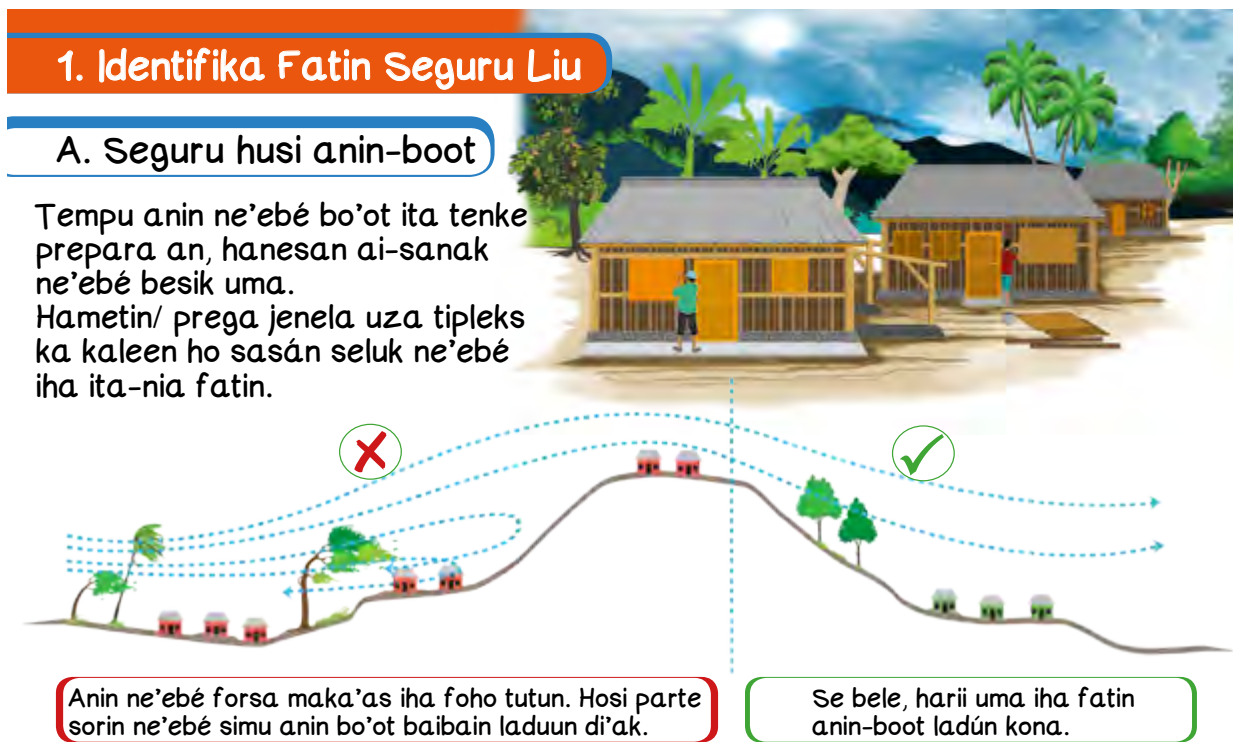 1. Identifika Fatin Seguru Liu
A. Seguru husi anin-boot
Tempu anin ne’ebé bo’ot ita tenke
prepara an, hanesan ai-sanak
ne’ebé besik uma.
Hametin/ prega jenela uza tipleks
ka kaleen ho sasán seluk ne’ebé
iha ita-nia fatin.
Anin ne’ebé forsa maka’as iha foho tutun. Hosi parte
sorin ne’ebé simu anin bo’ot baibain laduun di’ak.
Se bele, harii uma iha fatin
anin-boot ladún kona.